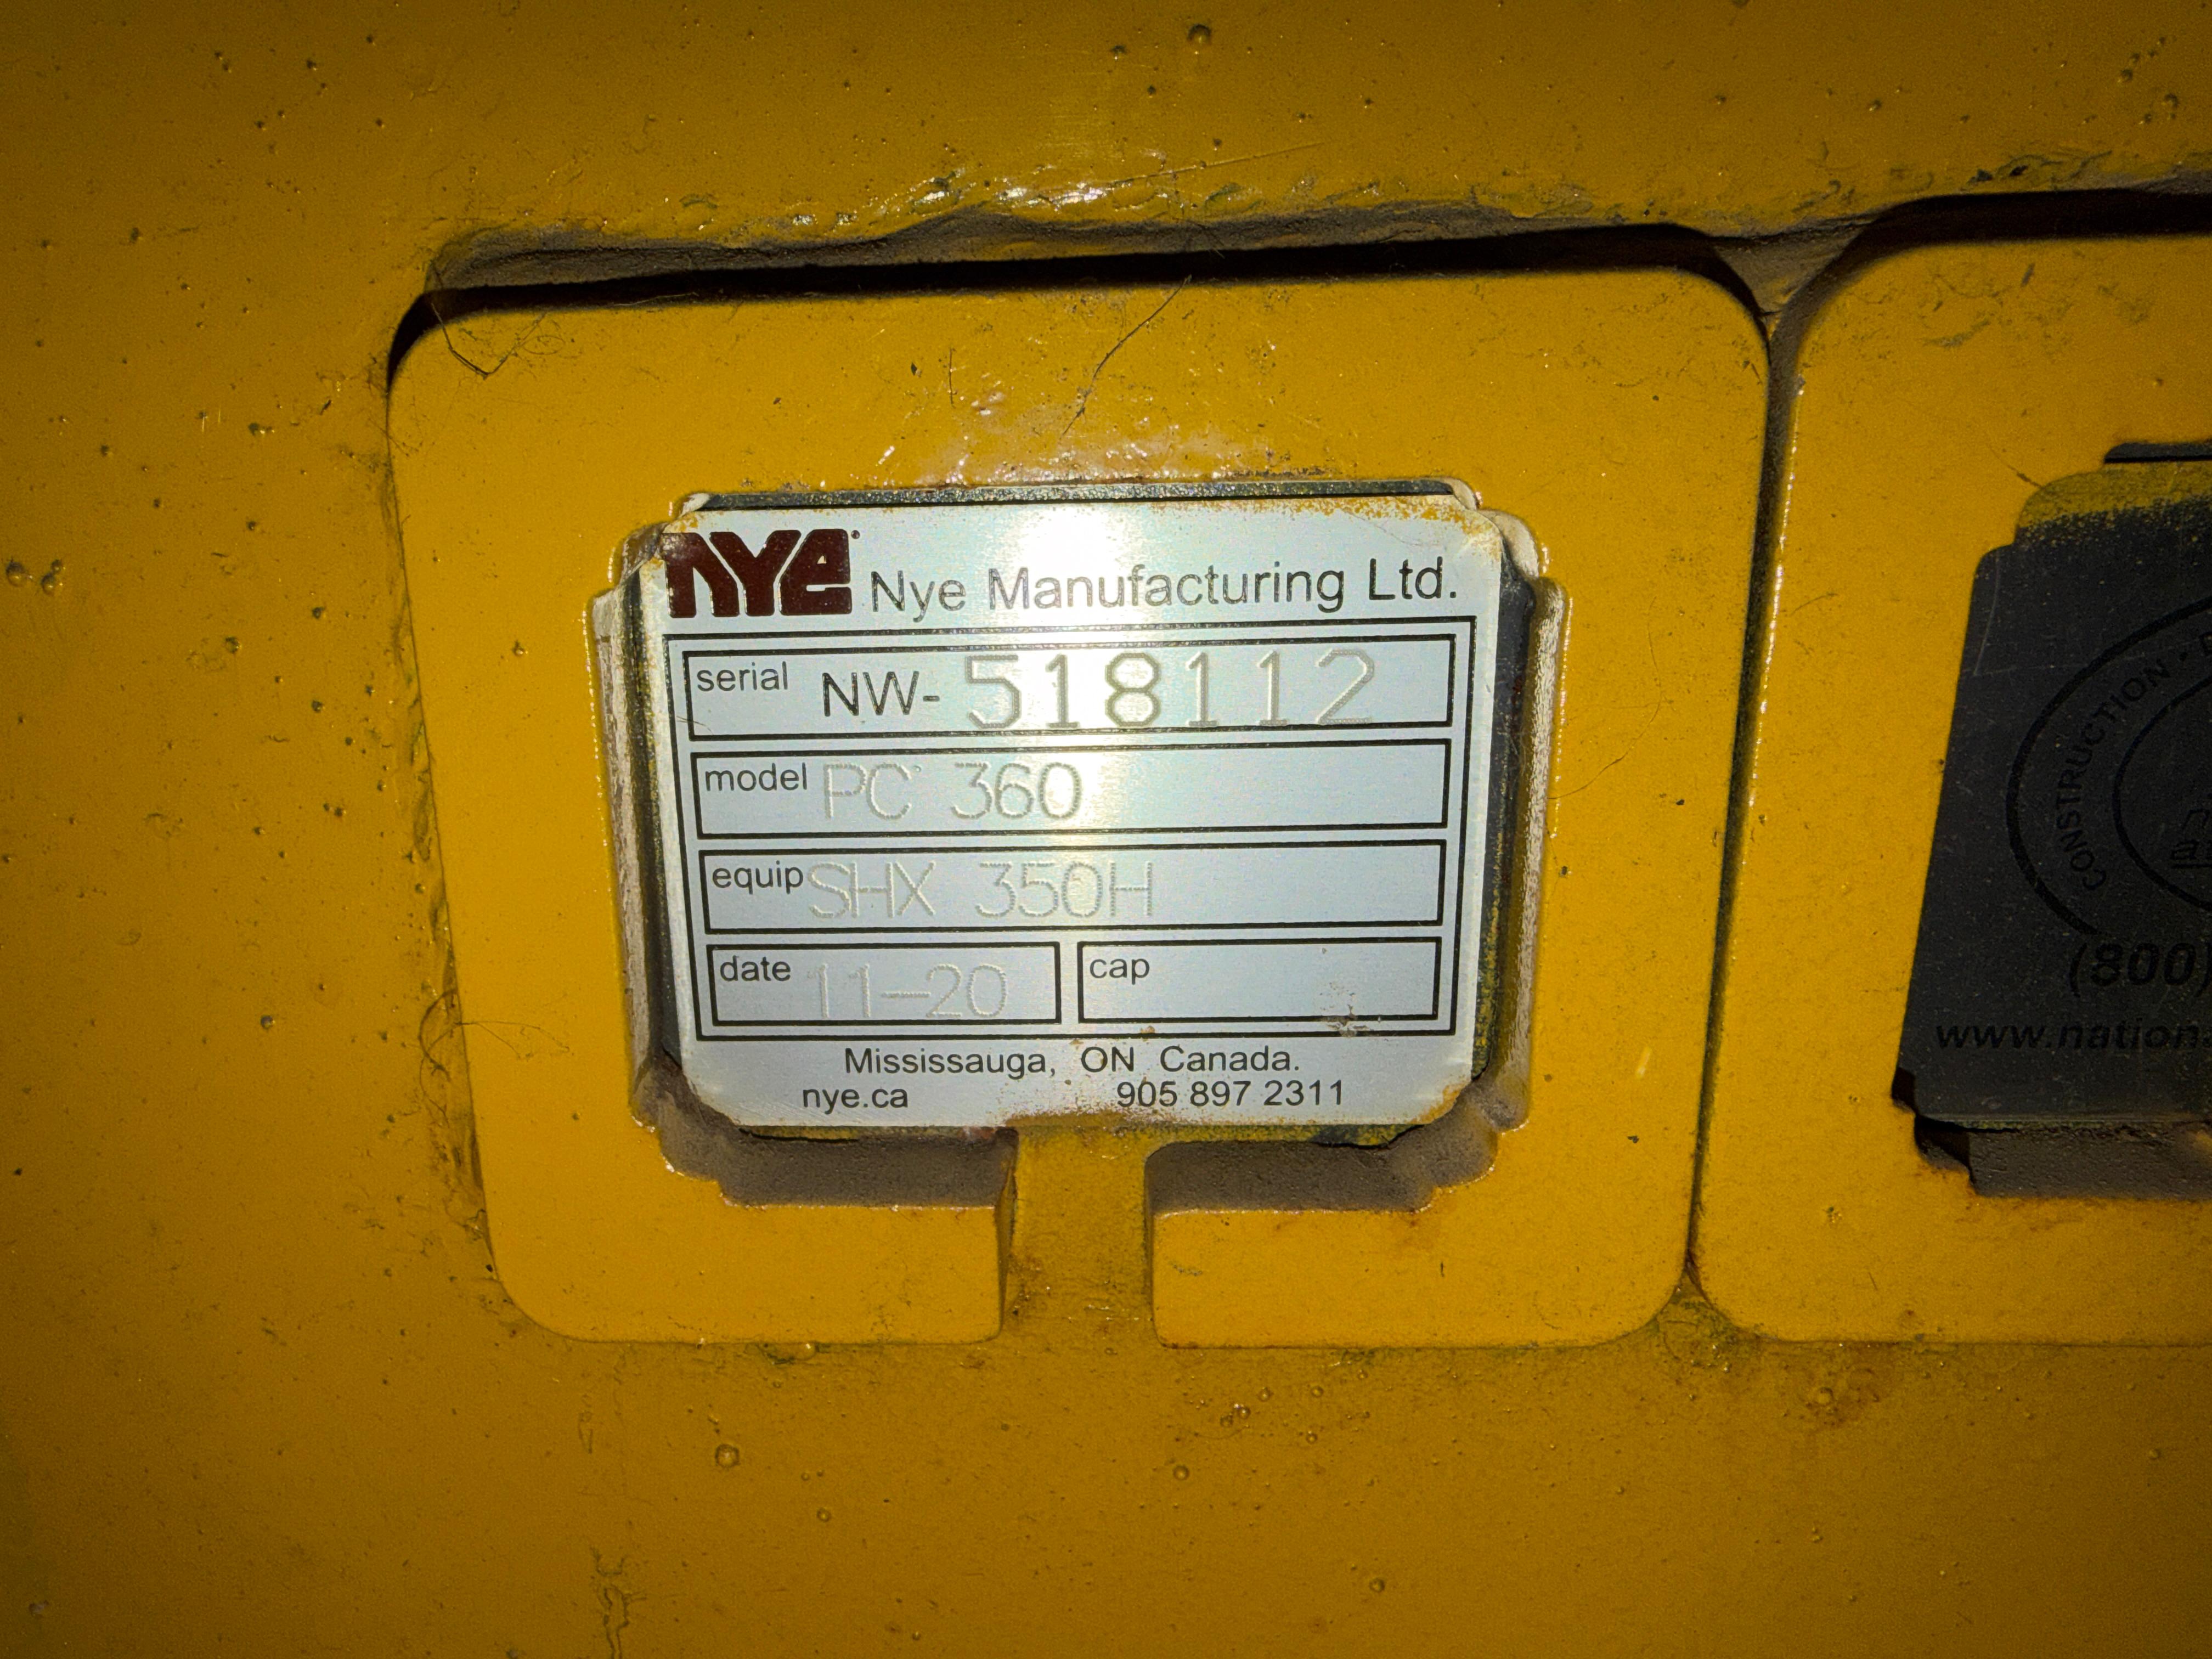 nye
Nye Manufacturing Ltd.
serial NW-518112
model PC 360
equip SHX 350H
date 11-20
cap
Mississauga, ON Canada.
nye.ca 905 897 2311
CONSTRUCTION •
(800)
www.nation